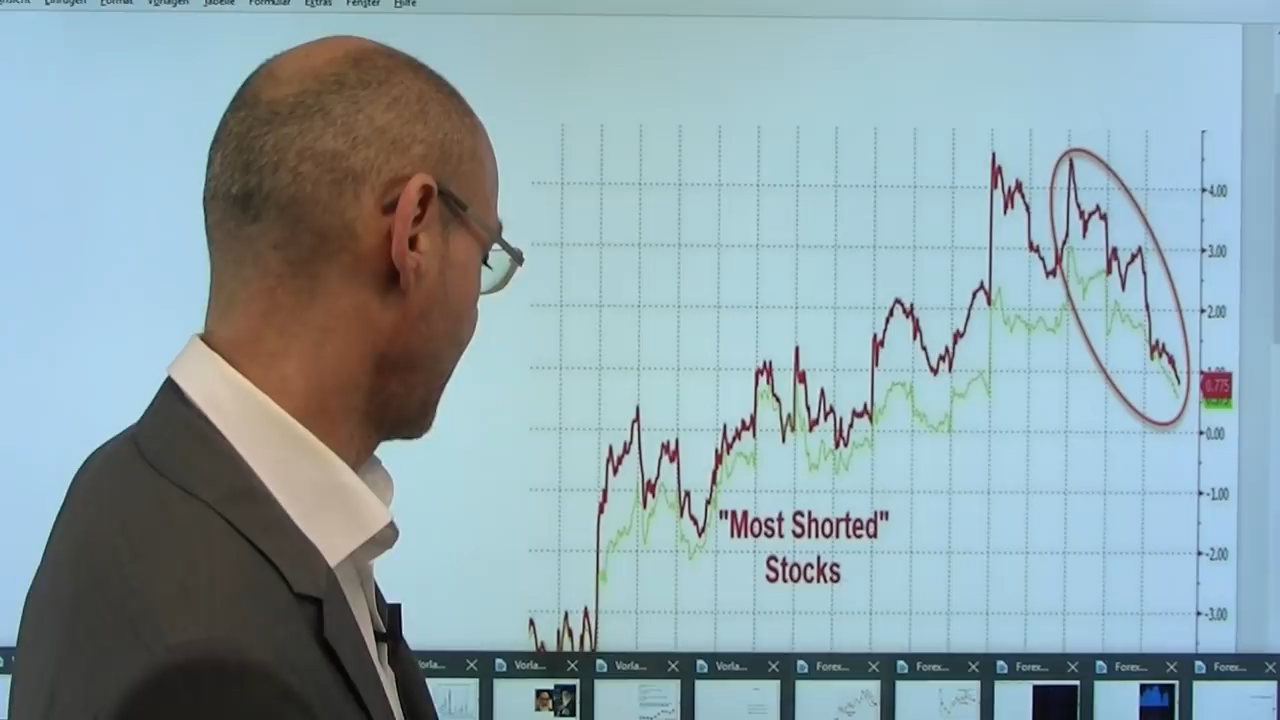 Einfügen Format Vorlagen Tabelle Formular Extras Fenster Hilfe
4.00
3.00
2.00
0.775
0.00
-1.00
-2.00
-3.00
"Most Shorted"
Stocks
Vorla... Vorla... Vorla... Forex... Forex... Forex... Forex... Forex...